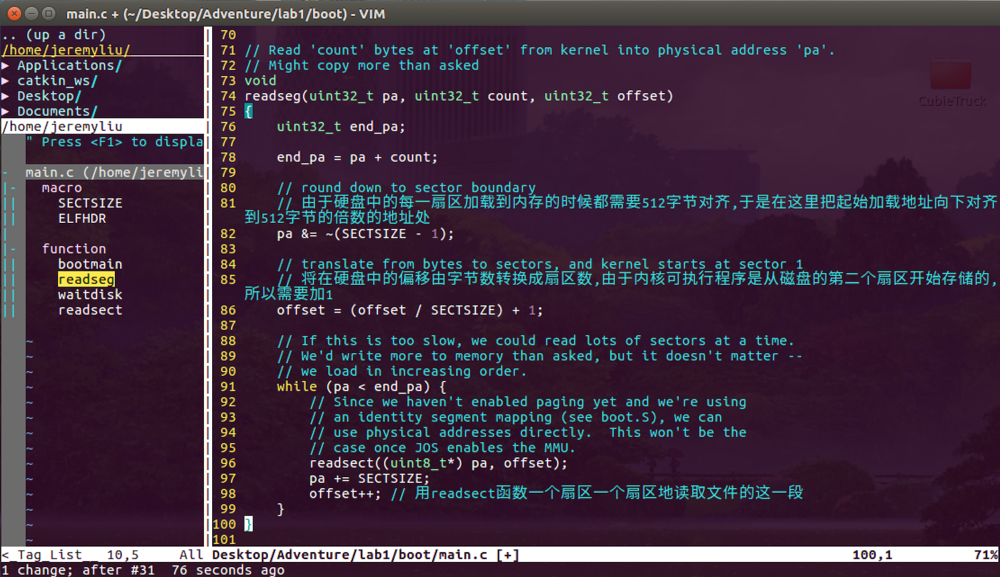 main.c + (~/Desktop/Adventure/lab1/boot) - VIM
.. (up a dir)
/home/jeremyliu/
▶ Applications/
▶ catkin_ws/
▶ Desktop/
▶ Documents/
/home/jeremyliu
" Press <F1> to displa
- main.c (/home/jeremyli
|- macro
|| SECTSIZE
|| ELFHDR
|
|- function
|| bootmain
|| readseg
|| waitdisk
|| readsect
70
71 // Read 'count' bytes at 'offset' from kernel into physical address 'pa'.
72 // Might copy more than asked
73 void
74 readseg(uint32_t pa, uint32_t count, uint32_t offset)
75 {
76     uint32_t end_pa;
77
78     end_pa = pa + count;
79
80     // round down to sector boundary
81     // 由于硬盘中的每一扇区加载到内存的时候都需要512字节对齐,于是在这里把起始加载地址向下对齐
到512字节的倍数的地址处
82     pa &= ~(SECTSIZE - 1);
83
84     // translate from bytes to sectors, and kernel starts at sector 1
85     // 将在硬盘中的偏移由字节数转换成扇区数,由于内核可执行程序是从磁盘的第二个扇区开始存储的,
所以需要加1
86     offset = (offset / SECTSIZE) + 1;
87
88     // If this is too slow, we could read lots of sectors at a time.
89     // We'd write more to memory than asked, but it doesn't matter --
90     // we load in increasing order.
91     while (pa < end_pa) {
92         // Since we haven't enabled paging yet and we're using
93         // an identity segment mapping (see boot.S), we can
94         // use physical addresses directly.  This won't be the
95         // case once JOS enables the MMU.
96         readsect((uint8_t*) pa, offset);
97         pa += SECTSIZE;
98         offset++; // 用readsect函数一个扇区一个扇区地读取文件的这一段
99     }
100 }
101
CubieTruck
<_Tag_List__ 10,5 All Desktop/Adventure/lab1/boot/main.c [+] 100,1 71%
1 change; after #31  76 seconds ago